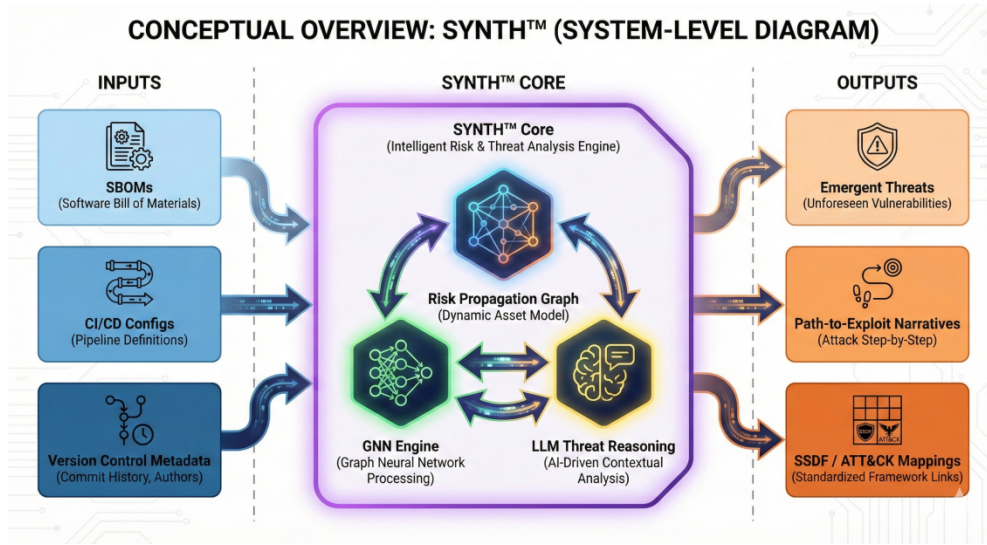 CONCEPTUAL OVERVIEW: SYNTH™ (SYSTEM-LEVEL DIAGRAM)
INPUTS
SBOMs
(Software Bill of Materials)
CI/CD Configs
(Pipeline Definitions)
Version Control Metadata
(Commit History, Authors)
SYNTH™ CORE
SYNTH™ Core
(Intelligent Risk & Threat Analysis Engine)
Risk Propagation Graph
(Dynamic Asset Model)
GNN Engine
(Graph Neural Network
Processing)
LLM Threat Reasoning
(AI-Driven Contextual
Analysis)
OUTPUTS
Emergent Threats
(Unforeseen Vulnerabilities)
Path-to-Exploit Narratives
(Attack Step-by-Step)
SSDF
ATT&CK
SSDF / ATT&CK Mappings
(Standardized Framework Links)